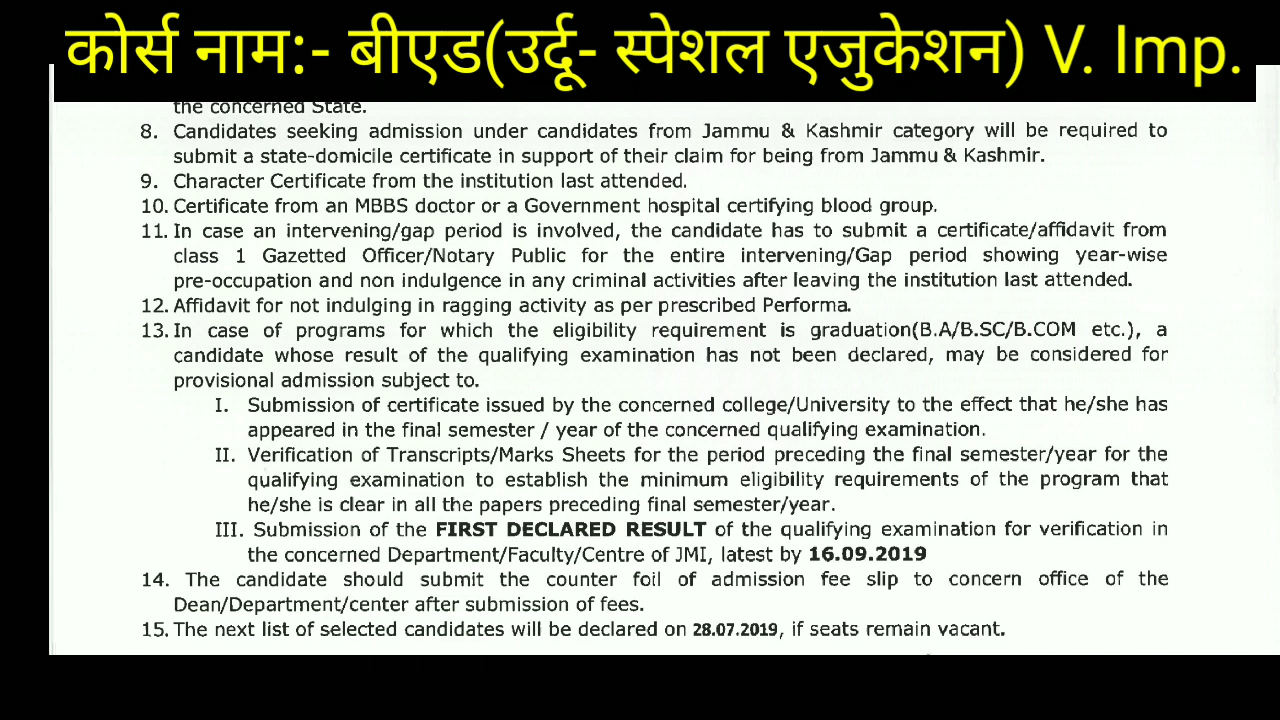 कोर्स नाम:- बीएड(उर्दू- स्पेशल एजुकेशन) V. Imp.
the concerned State.
8. Candidates seeking admission under candidates from Jammu & Kashmir category will be required to
submit a state-domicile certificate in support of their claim for being from Jammu & Kashmir.
9. Character Certificate from the institution last attended.
10. Certificate from an MBBS doctor or a Government hospital certifying blood group.
11. In case an intervening/gap period is involved, the candidate has to submit a certificate/affidavit from
class 1 Gazetted Officer/Notary Public for the entire intervening/Gap period showing year-wise
pre-occupation and non indulgence in any criminal activities after leaving the institution last attended.
12. Affidavit for not indulging in ragging activity as per prescribed Performa.
13. In case of programs for which the eligibility requirement is graduation(B.A/B.SC/B.COM etc.), a
candidate whose result of the qualifying examination has not been declared, may be considered for
provisional admission subject to.
I. Submission of certificate issued by the concerned college/University to the effect that he/she has
appeared in the final semester / year of the concerned qualifying examination.
II. Verification of Transcripts/Marks Sheets for the period preceding the final semester/year for the
qualifying examination to establish the minimum eligibility requirements of the program that
he/she is clear in all the papers preceding final semester/year.
III. Submission of the FIRST DECLARED RESULT of the qualifying examination for verification in
the concerned Department/Faculty/Centre of JMI, latest by 16.09.2019
14. The candidate should submit the counter foil of admission fee slip to concern office of the
Dean/Department/center after submission of fees.
15. The next list of selected candidates will be declared on 28.07.2019, if seats remain vacant.